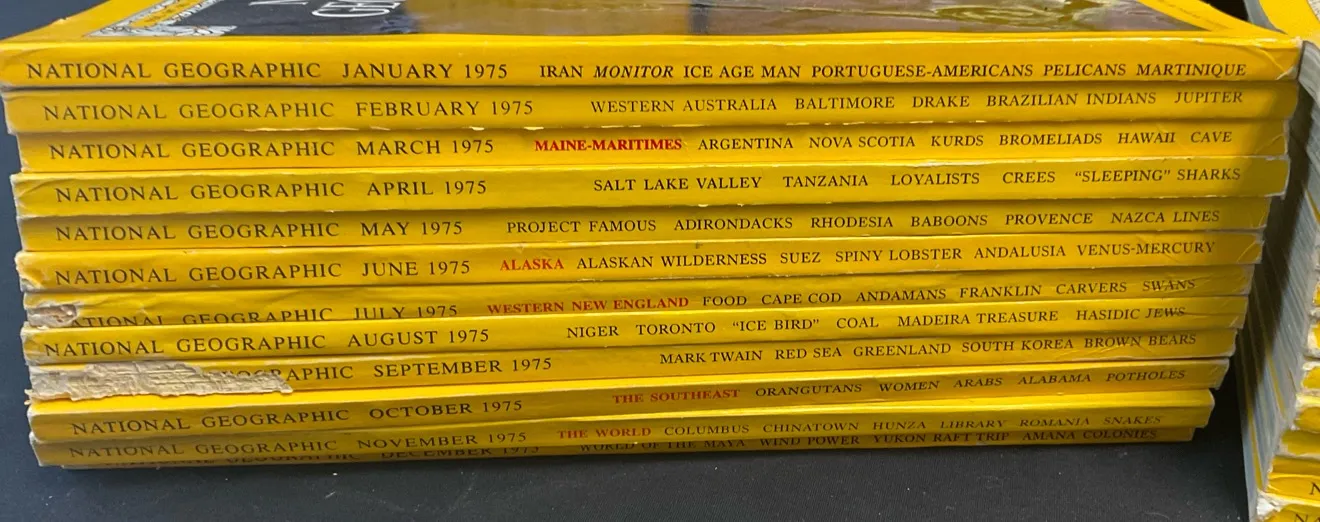 NATIONAL GEOGRAPHIC JANUARY 1975 IRAN MONITOR ICE AGE MAN PORTUGUESE-AMERICANS PELICANS MARTINIQUE
NATIONAL GEOGRAPHIC FEBRUARY 1975 WESTERN AUSTRALIA BALTIMORE DRAKE BRAZILIAN INDIANS JUPITER
NATIONAL GEOGRAPHIC MARCH 1975 MAINE-MARITIMES ARGENTINA NOVA SCOTIA KURDS BROMELIADS HAWAII CAVE
NATIONAL GEOGRAPHIC APRIL 1975 SALT LAKE VALLEY TANZANIA LOYALISTS CREES "SLEEPING" SHARKS
NATIONAL GEOGRAPHIC MAY 1975 PROJECT FAMOUS ADIRONDACKS RHODESIA BABOONS PROVENCE NAZCA LINES
NATIONAL GEOGRAPHIC JUNE 1975 ALASKA ALASKAN WILDERNESS SUEZ SPINY LOBSTER ANDALUSIA VENUS-MERCURY
NATIONAL GEOGRAPHIC JULY 1975 WESTERN NEW ENGLAND FOOD CAPE COD ANDAMANS FRANKLIN CARVERS SWANS
NATIONAL GEOGRAPHIC AUGUST 1975 NIGER TORONTO "ICE BIRD" COAL MADEIRA TREASURE HASIDIC JEWS
GRAPHIC SEPTEMBER 1975 MARK TWAIN RED SEA GREENLAND SOUTH KOREA BROWN BEARS
NATIONAL GEOGRAPHIC OCTOBER 1975 THE SOUTHEAST ORANGUTANS WOMEN ARABS ALABAMA POTHOLES
NATIONAL GEOGRAPHIC NOVEMBER 1975 THE WORLD COLUMBUS CHINATOWN HUNZA LIBRARY ROMANIA SNAKES
NATIONAL GEOGRAPHIC DECEMBER 1975 WORLD OF THE MAYA WIND POWER YUKON RAFT TRIP AMANA COLONIES